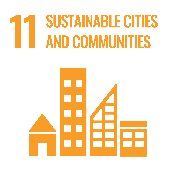 11 SUSTAINABLE CITIES
AND COMMUNITIES